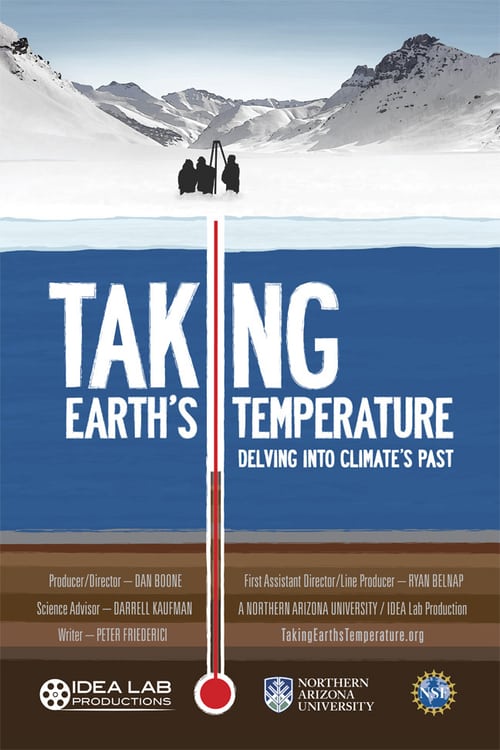 TAKING
EARTH'S TEMPERATURE
DELVING INTO CLIMATE'S PAST
Producer/Director – DAN BOONE
First Assistant Director/Line Producer – RYAN BELNAP
Science Advisor – DARRELL KAUFMAN
A NORTHERN ARIZONA UNIVERSITY / IDEA Lab Production
Writer – PETER FRIEDERICI
TakingEarthsTemperature.org
IDEA LAB
PRODUCTIONS
NORTHERN
ARIZONA
UNIVERSITY
NSF